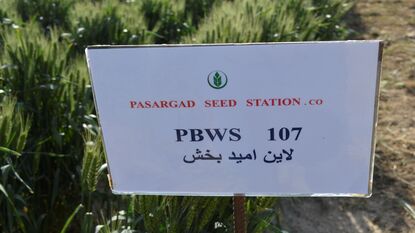 PASARGAD SEED STATION.CO
PBWS 107
لاین امید بخش